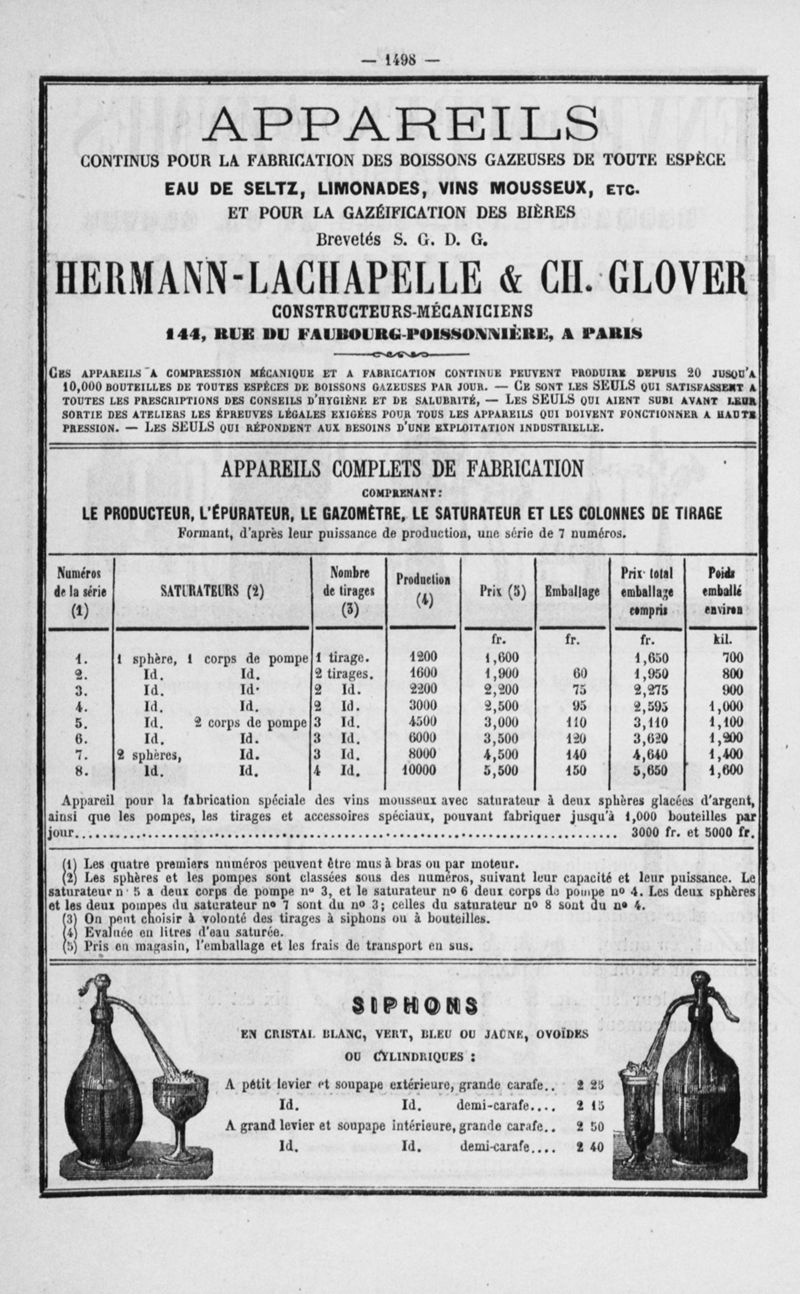 — 1498 —
APPAREILS
CONTINUS POUR LA FABRICATION DES BOISSONS GAZEUSES DE TOUTE ESPÈCE
EAU DE SELTZ, LIMONADES, VINS MOUSSEUX, ETC.
ET POUR LA GAZÉIFICATION DES BIÈRES
Brevetés S. G. D. G.
HERMANN-LACHAPELLE & CH. GLOVER
CONSTRUCTEURS-MÉCANICIENS
144, RUE DU FAUBOURG-POISSONNIÈRE, A PARIS
CES APPAREILS A COMPRESSION MÉCANIQUE ET A FABRICATION CONTINUE PEUVENT PRODUIRE DEPUIS 20 JUSQU'A
10,000 BOUTEILLES DE TOUTES ESPÈCES DE BOISSONS GAZEUSES PAR JOUR. — CE SONT LES SEULS QUI SATISFASSENT A
TOUTES LES PRESCRIPTIONS DES CONSEILS D'HYGIÈNE ET DE SALUBRITÉ, — LES SEULS QUI AIENT SUBI AVANT LEUR
SORTIE DES ATELIERS LES ÉPREUVES LÉGALES EXIGÉES POUR TOUS LES APPAREILS QUI DOIVENT FONCTIONNER A HAUTE
PRESSION. — LES SEULS QUI RÉPONDENT AUX BESOINS D'UNE EXPLOITATION INDUSTRIELLE.
APPAREILS COMPLETS DE FABRICATION
COMPRENANT:
LE PRODUCTEUR, L'ÉPURATEUR, LE GAZOMÈTRE, LE SATURATEUR ET LES COLONNES DE TIRAGE
Formant, d'après leur puissance de production, une série de 7 numéros.
Numéros de la série (1) SATURATEURS (2) Nombre de tirages (3) Production (4) Prix (5) Emballage Prix total emballage compris Poids emballé environ
fr. fr. fr. kil.
1. 1 sphère, 1 corps de pompe 1 tirage. 1200 1,600 1,650 700
2. Id. Id. 2 tirages. 1600 1,900 60 1,950 800
3. Id. Id. 2 Id. 2200 2,200 75 2,275 900
4. Id. Id. 2 Id. 3000 2,500 95 2,595 1,000
5. Id. 2 corps de pompe 3 Id. 4500 3,000 110 3,110 1,100
6. Id. Id. 3 Id. 6000 3,500 120 3,620 1,200
7. 2 sphères, Id. 3 Id. 8000 4,500 140 4,640 1,400
8. Id. Id. 4 Id. 10000 5,500 150 5,650 1,600
Appareil pour la fabrication spéciale des vins mousseux avec saturateur à deux sphères glacées d'argent,
ainsi que les pompes, les tirages et accessoires spéciaux, pouvant fabriquer jusqu'à 1,000 bouteilles par
jour........ 3000 fr. et 5000 fr.
(1) Les quatre premiers numéros peuvent être mus à bras ou par moteur.
(2) Les sphères et les pompes sont classées sous des numéros, suivant leur capacité et leur puissance. Le
saturateur n° 5 a deux corps de pompe n° 3, et le saturateur n° 6 deux corps de pompe n° 4. Les deux sphères
et les deux pompes du saturateur n° 7 sont du n° 3; celles du saturateur n° 8 sont du n° 4.
(3) On peut choisir à volonté des tirages à siphons ou à bouteilles.
(4) Evaluée en litres d'eau saturée.
(5) Pris en magasin, l'emballage et les frais de transport en sus.
SIPHONS
EN CRISTAL BLANC, VERT, BLEU OU JAUNE, OVOÏDES
OU CYLINDRIQUES :
A petit levier et soupape extérieure, grande carafe.. 2 25
Id. Id. demi-carafe.... 2 15
A grand levier et soupape intérieure, grande carafe.. 2 50
Id. Id. demi-carafe.... 2 40